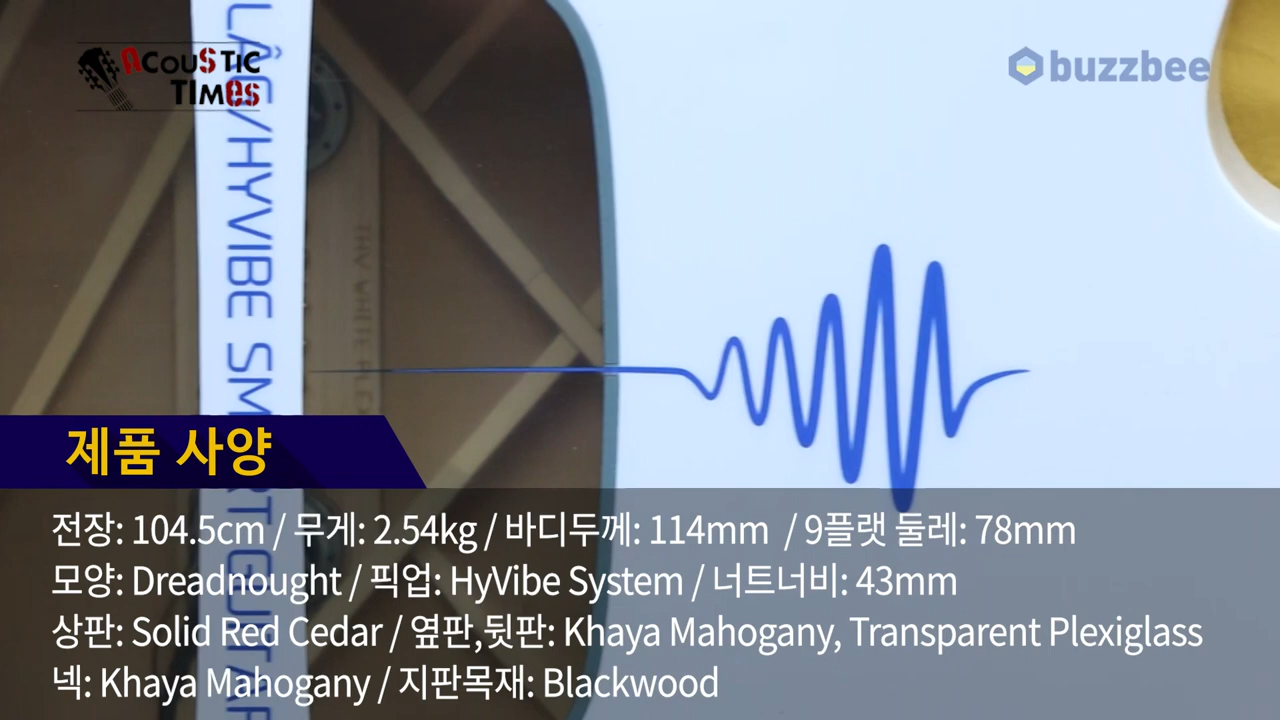 ACOUSTIC
TIMES
buzzbee
LÂG/HYVIBE SMART GUITAR
제품 사양
전장: 104.5cm / 무게: 2.54kg / 바디두께: 114mm / 9플랫 둘레: 78mm
모양: Dreadnought / 픽업: HyVibe System / 너트너비: 43mm
상판: Solid Red Cedar / 옆판,뒷판: Khaya Mahogany, Transparent Plexiglass
넥: Khaya Mahogany / 지판목재: Blackwood